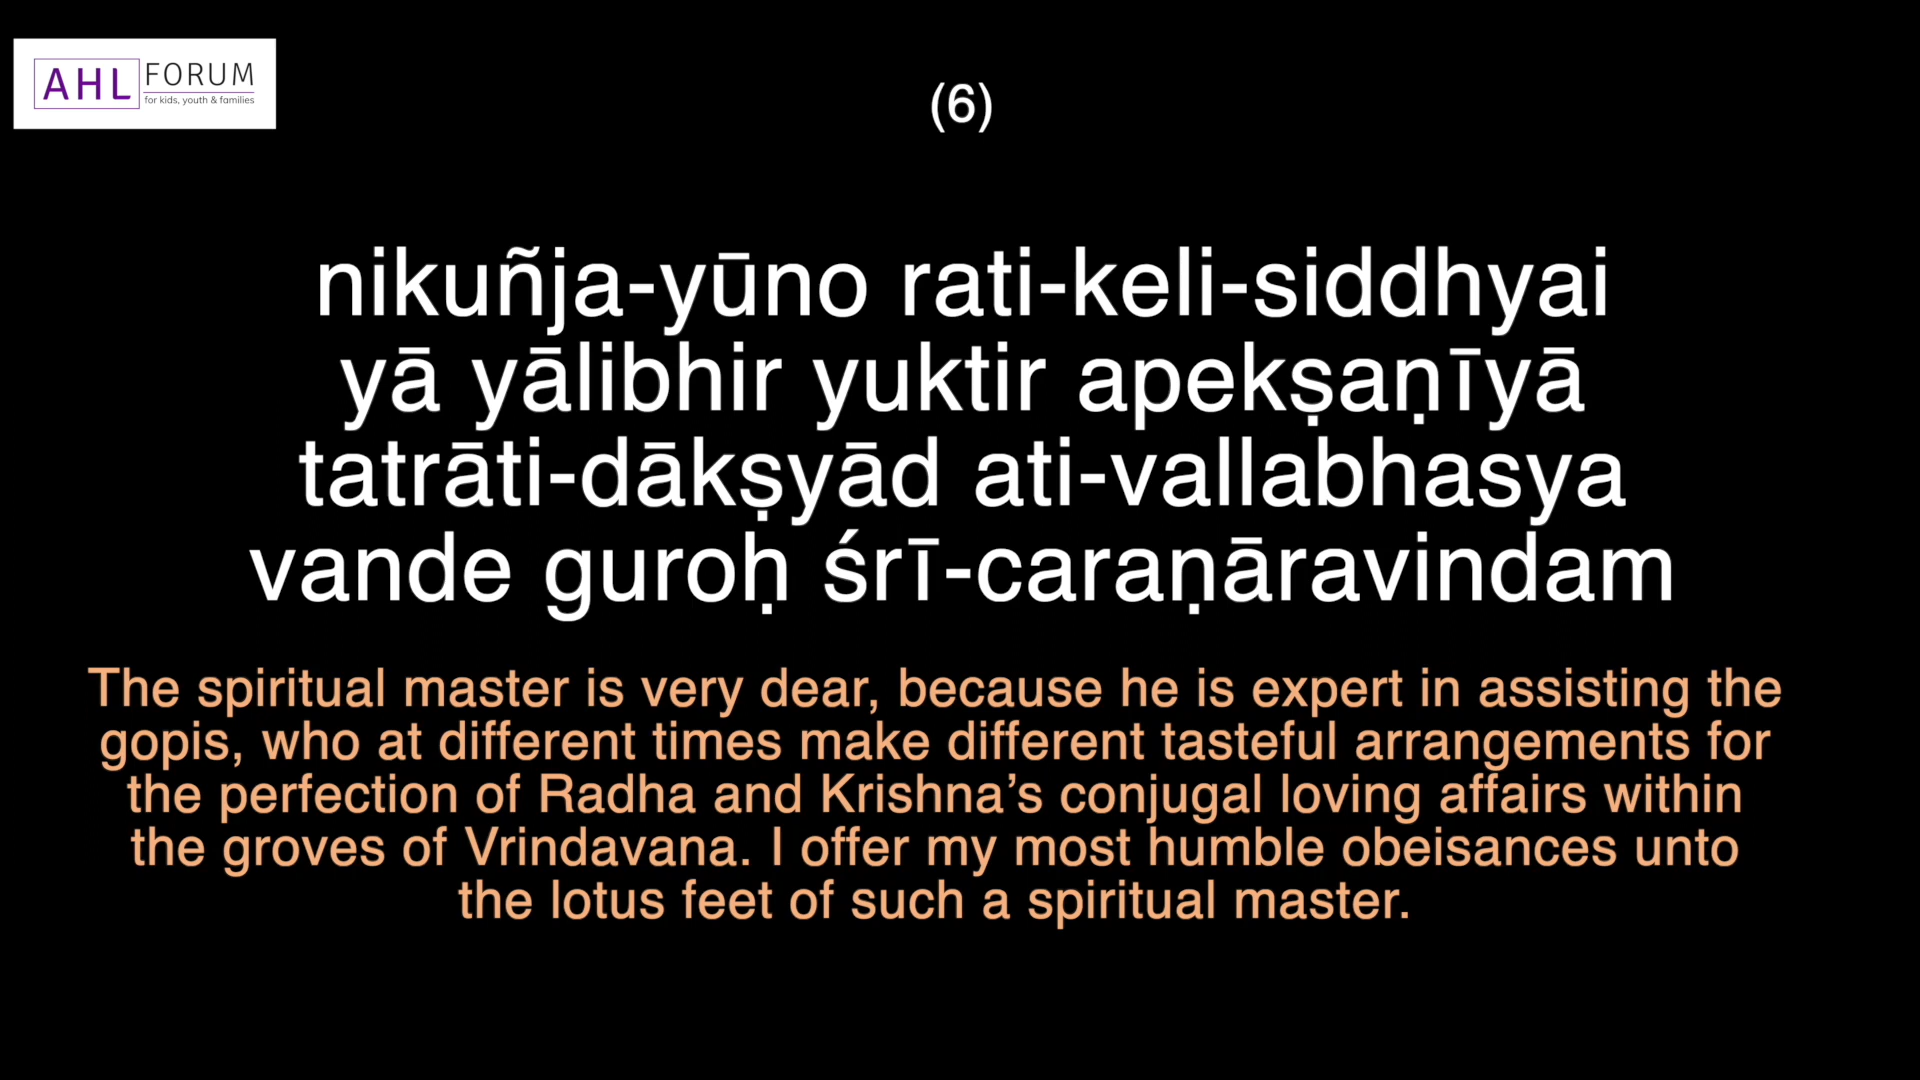 AHL FORUM
for kids, youth & families
(6)
nikuñja-yūno rati-keli-siddhyai
yā yālibhir yuktir apekṣaṇīyā
tatrāti-dākṣyād ati-vallabhasya
vande guroḥ śrī-caraṇāravindam
The spiritual master is very dear, because he is expert in assisting the
gopis, who at different times make different tasteful arrangements for
the perfection of Radha and Krishna’s conjugal loving affairs within
the groves of Vrindavana. I offer my most humble obeisances unto
the lotus feet of such a spiritual master.